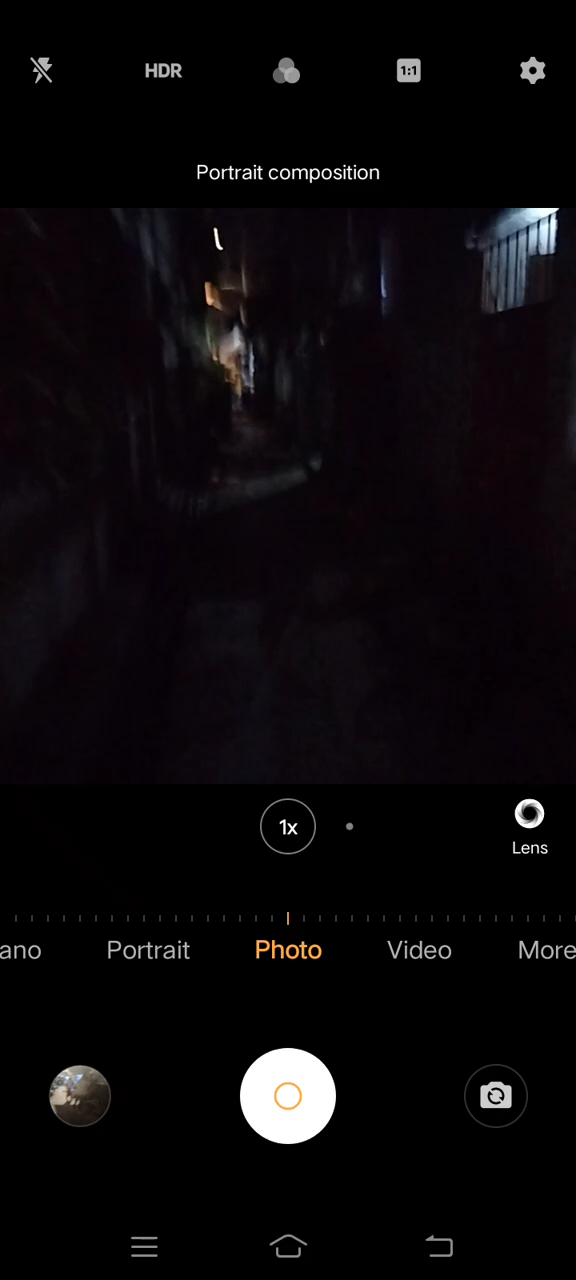 HDR
1:1
Portrait composition
1x
Lens
ano Portrait Photo Video More